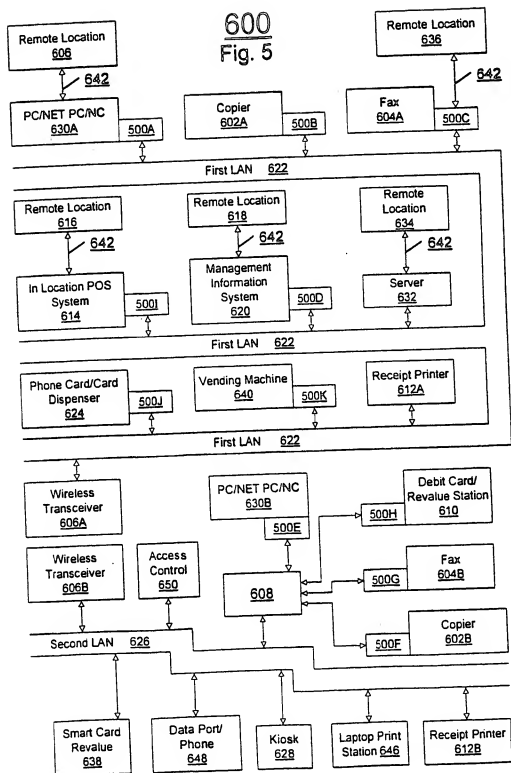 600
Fig. 5
Remote Location
606
642
PC/NET PC/NC
630A
500A
Copier
602A
500B
Remote Location
636
642
Fax
604A
500C
First LAN 622
Remote Location
616
642
In Location POS
System
614
500I
Remote Location
618
642
Management
Information
System
620
500D
Remote
Location
634
642
Server
632
First LAN 622
Phone Card/Card
Dispenser
624
500J
Vending Machine
640
500K
Receipt Printer
612A
First LAN 622
Wireless
Transceiver
606A
PC/NET PC/NC
630B
500E
500H
Debit Card/
Revalue Station
610
Wireless
Transceiver
606B
Access
Control
650
608
500G
Fax
604B
500F
Copier
602B
Second LAN 626
Smart Card
Revalue
638
Data Port/
Phone
648
Kiosk
628
Laptop Print
Station 646
Receipt Printer
612B